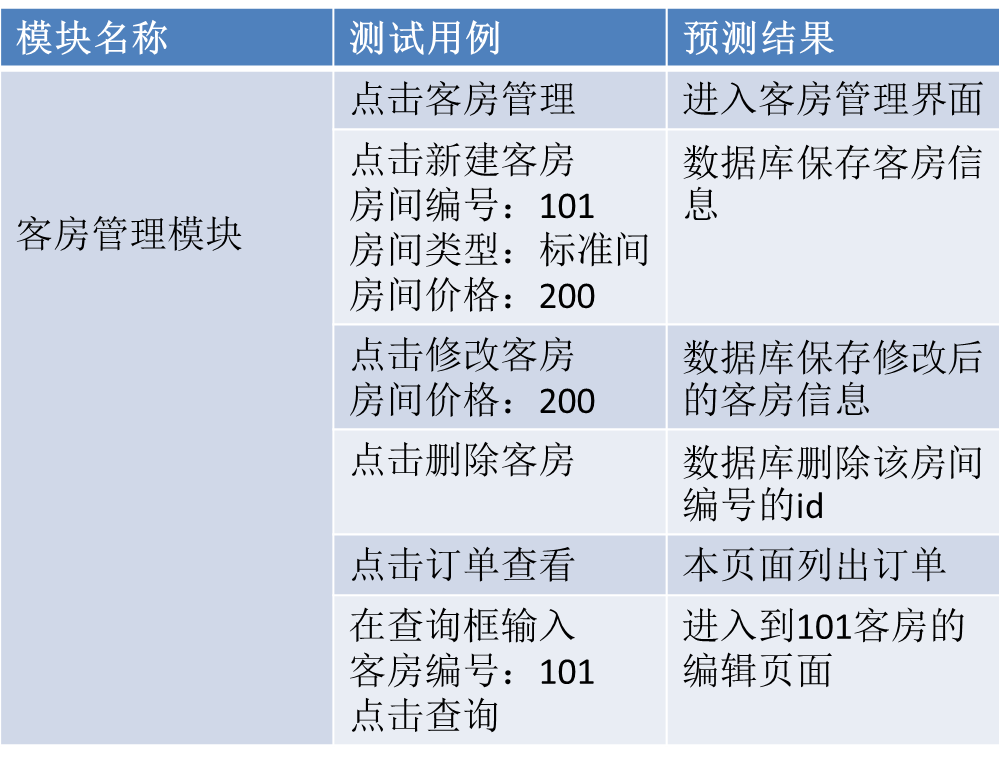 模块名称
测试用例
预测结果
客房管理模块
点击客房管理
进入客房管理界面
点击新建客房
房间编号：101
房间类型：标准间
房间价格：200
数据库保存客房信
息
点击修改客房
房间价格：200
数据库保存修改后
的客房信息
点击删除客房
数据库删除该房间
编号的id
点击订单查看
本页面列出订单
在查询框输入
客房编号：101
点击查询
进入到101客房的
编辑页面